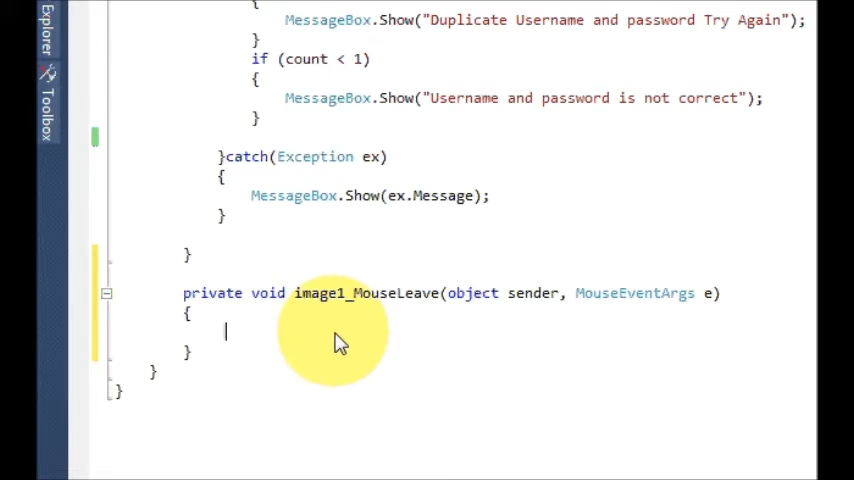 Explorer
Toolbox
{
MessageBox.Show("Duplicate Username and password Try Again");
}
if (count < 1)
{
MessageBox.Show("Username and password is not correct");
}
}catch(Exception ex)
{
MessageBox.Show(ex.Message);
}
}
private void image1_MouseLeave(object sender, MouseEventArgs e)
{
}
}
}